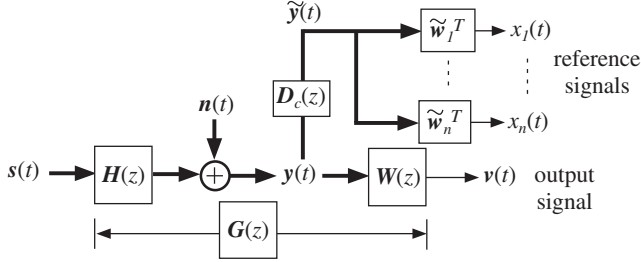 ỹ(t)
w̃₁ᵀ
x₁(t)
reference
signals
D_c(z)
n(t)
w̃ₙᵀ
xₙ(t)
s(t)
H(z)
+
y(t)
W(z)
v(t)
output
signal
G(z)